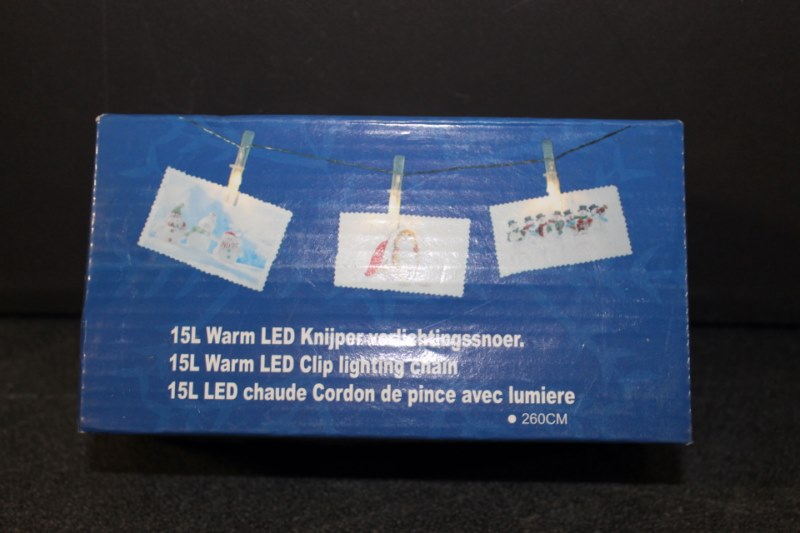 15L Warm LED Knijper verlichtingssnoer.
15L Warm LED Clip lighting chain
15L LED chaude Cordon de pince avec lumiere
● 260CM